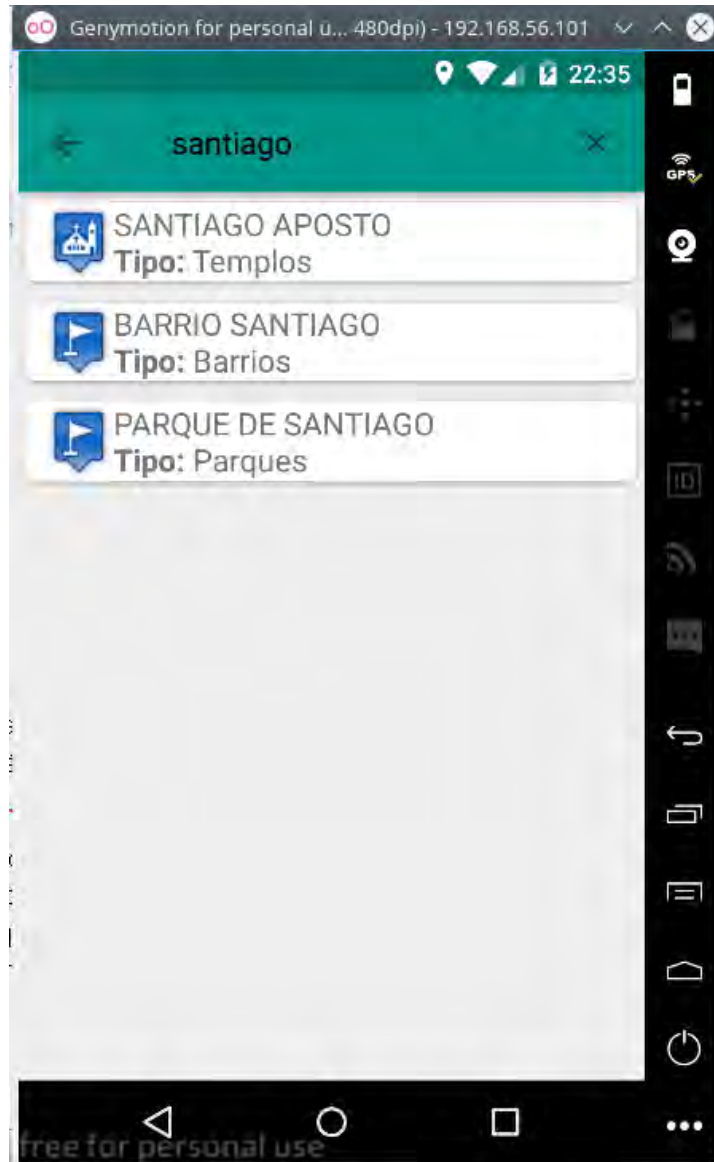 Genymotion for personal u... 480dpi) - 192.168.56.101
22:35
santiago
GPS
SANTIAGO APOSTO
Tipo: Templos
BARRIO SANTIAGO
Tipo: Barrios
PARQUE DE SANTIAGO
Tipo: Parques
ID
free for personal use